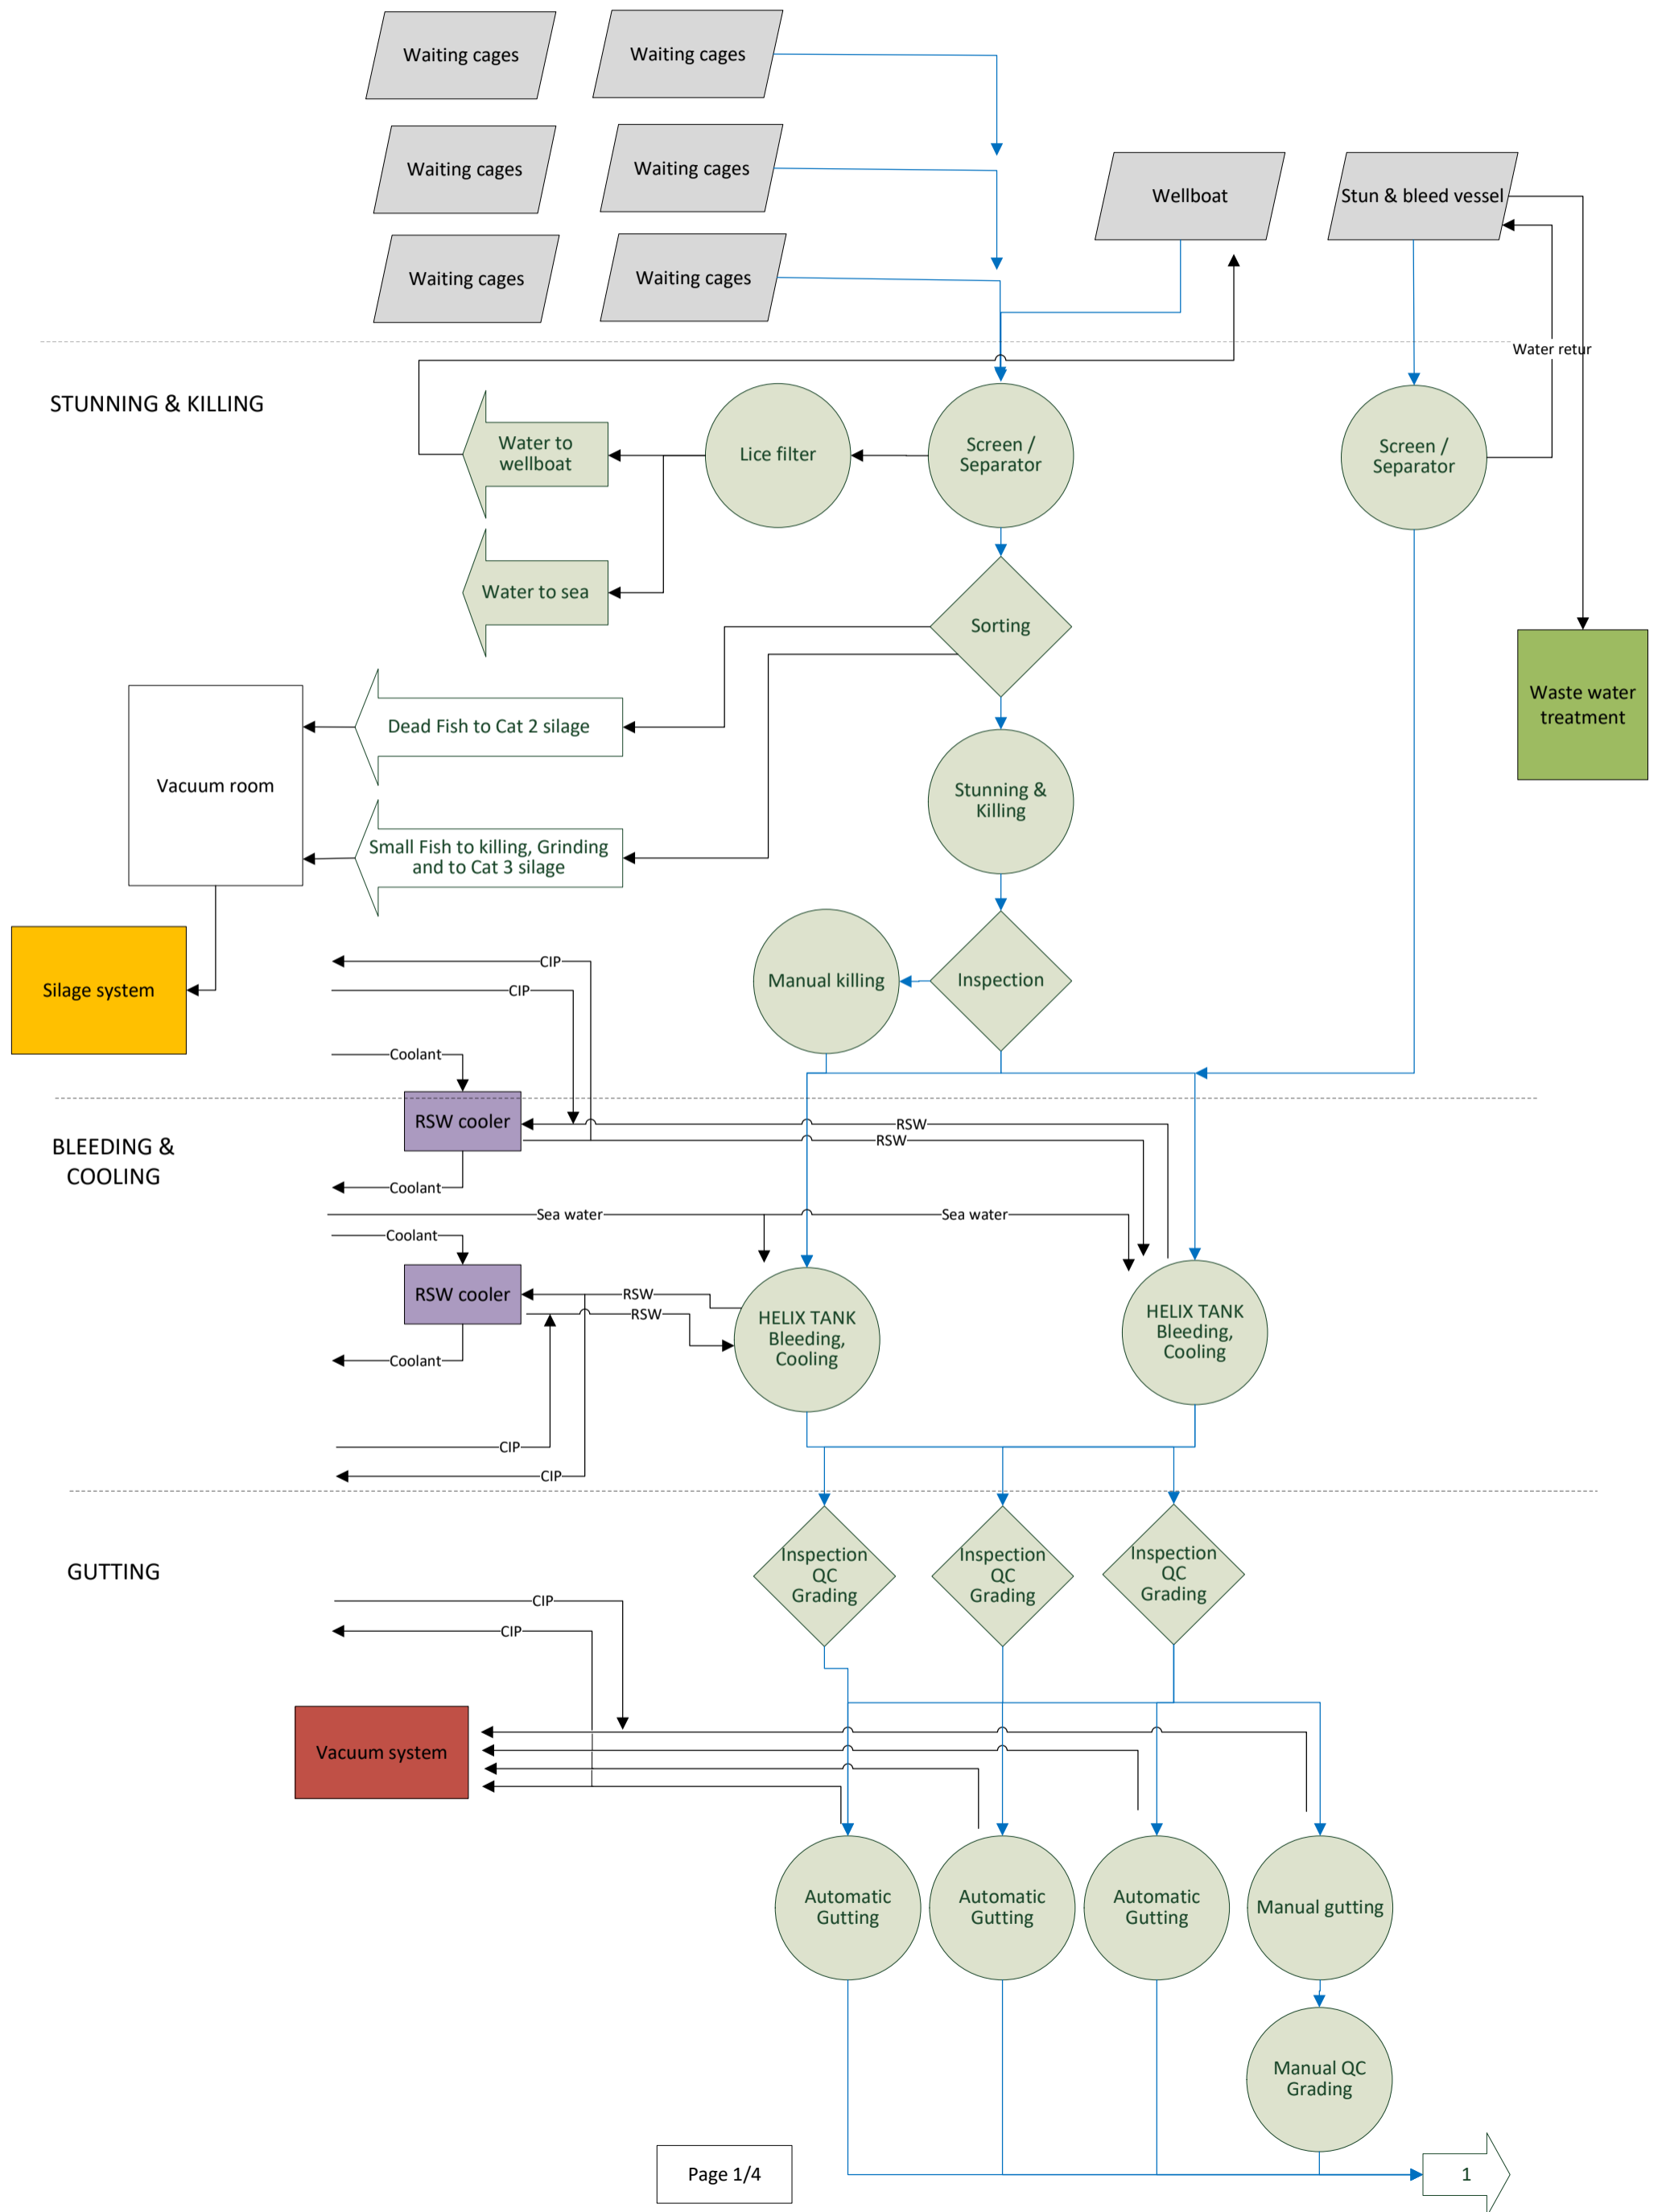 Waiting cages
Waiting cages
Waiting cages
Waiting cages
Wellboat
Stun & bleed vessel
Waiting cages
Waiting cages
Water retur
STUNNING & KILLING
Water to
wellboat
Lice filter
Screen /
Separator
Screen /
Separator
Water to sea
Sorting
Dead Fish to Cat 2 silage
Waste water
treatment
Vacuum room
Stunning &
Killing
Small Fish to killing, Grinding
and to Cat 3 silage
Silage system
CIP
CIP
Manual killing
Inspection
Coolant
RSW cooler
RSW
RSW
BLEEDING &
COOLING
Coolant
Sea water
Sea water
Coolant
RSW cooler
RSW
RSW
HELIX TANK
Bleeding,
Cooling
HELIX TANK
Bleeding,
Cooling
Coolant
CIP
CIP
GUTTING
Inspection
QC
Grading
Inspection
QC
Grading
Inspection
QC
Grading
CIP
CIP
Vacuum system
Automatic
Gutting
Automatic
Gutting
Automatic
Gutting
Manual gutting
Manual QC
Grading
Page 1/4
1